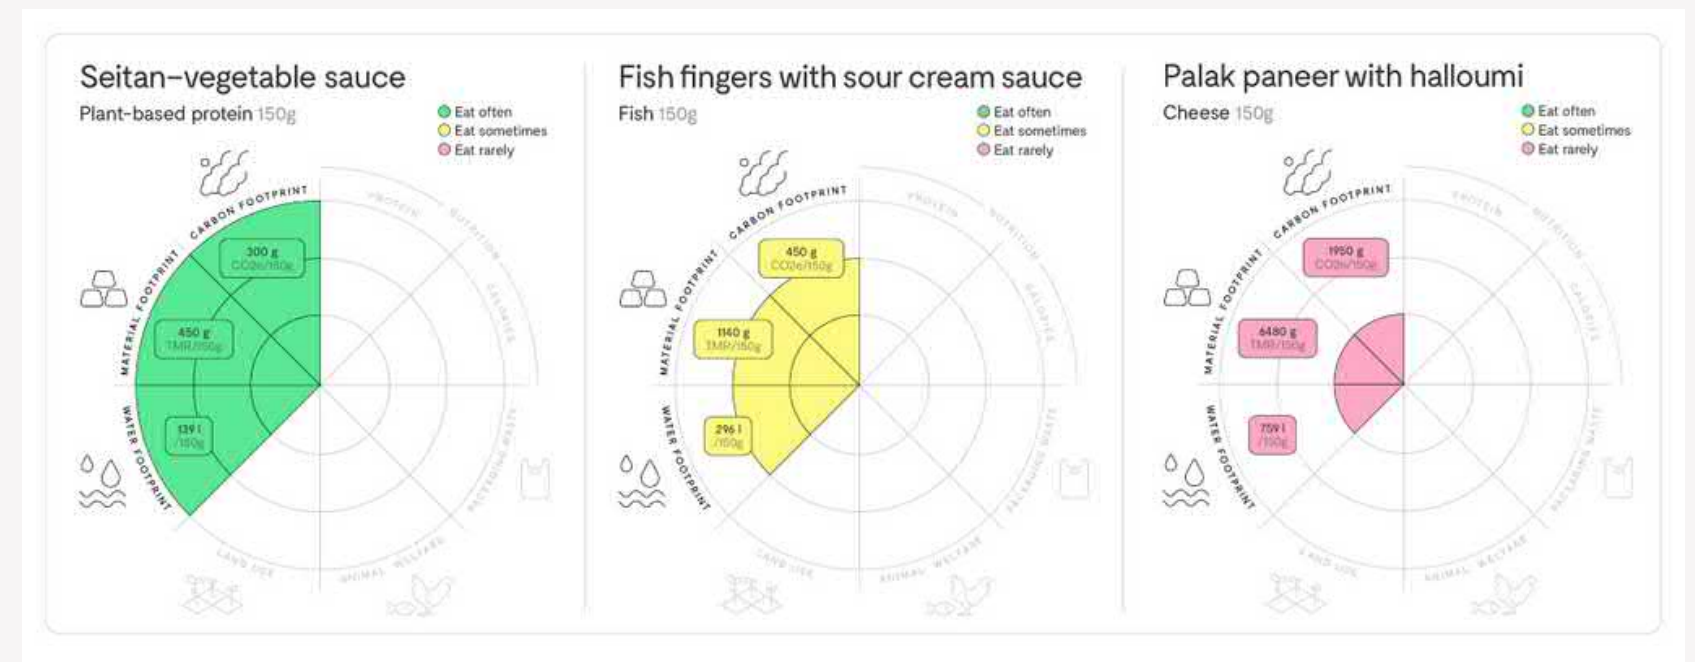 Seitan–vegetable sauce
Plant-based protein 150g
Eat often
Eat sometimes
Eat rarely
CARBON FOOTPRINT
MATERIAL FOOTPRINT
WATER FOOTPRINT
300 g
CO2e/150g
450 g
TMR/150g
139 l
/150g
PROTEIN
NUTRITION
CALORIES
PACKAGING WASTE
ANIMAL WELFARE
LAND USE
Fish fingers with sour cream sauce
Fish 150g
Eat often
Eat sometimes
Eat rarely
CARBON FOOTPRINT
MATERIAL FOOTPRINT
WATER FOOTPRINT
450 g
CO2e/150g
1140 g
TMR/150g
296 l
/150g
PROTEIN
NUTRITION
CALORIES
PACKAGING WASTE
ANIMAL WELFARE
LAND USE
Palak paneer with halloumi
Cheese 150g
Eat often
Eat sometimes
Eat rarely
CARBON FOOTPRINT
MATERIAL FOOTPRINT
WATER FOOTPRINT
1950 g
CO2e/150g
6480 g
TMR/150g
759 l
/150g
PROTEIN
NUTRITION
CALORIES
PACKAGING WASTE
ANIMAL WELFARE
LAND USE